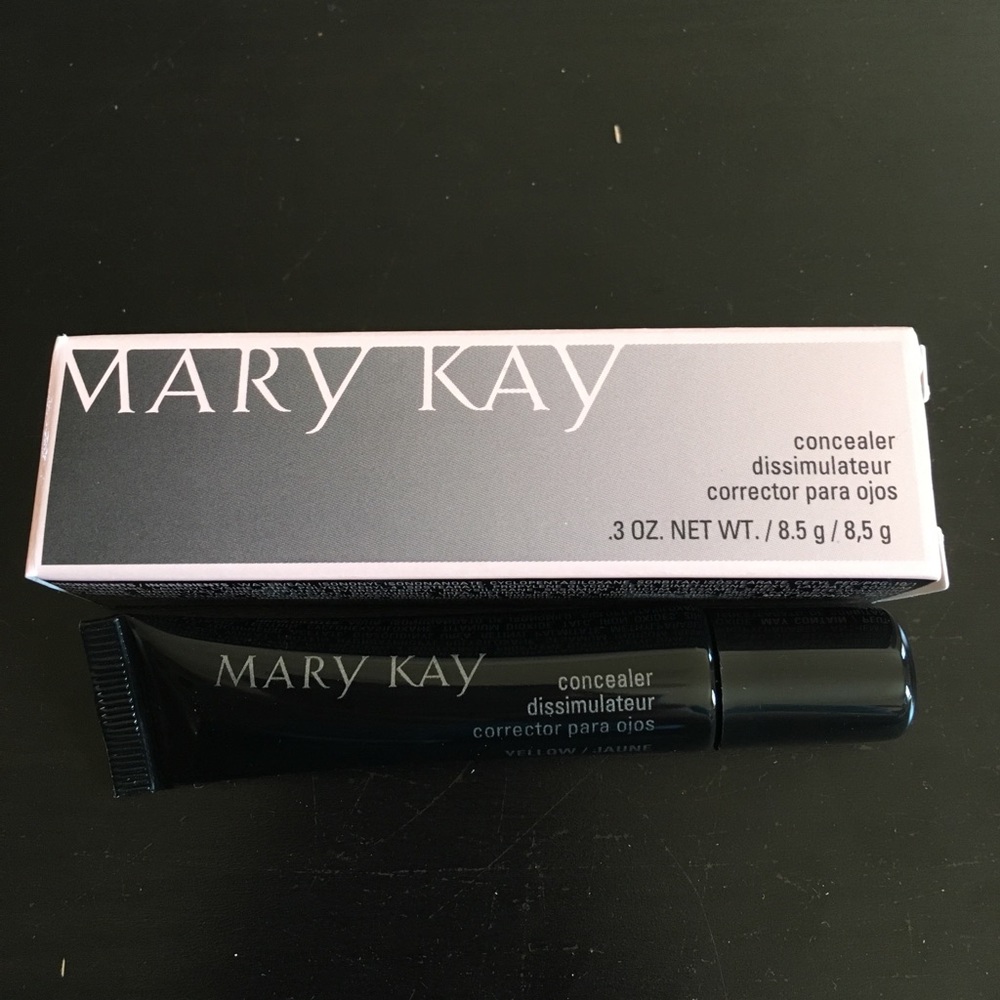 MARY KAY
concealer
dissimulateur
corrector para ojos
.3 OZ. NET WT. / 8.5 g / 8,5 g
MARY KAY
concealer
dissimulateur
corrector para ojos
YELLOW / JAUNE